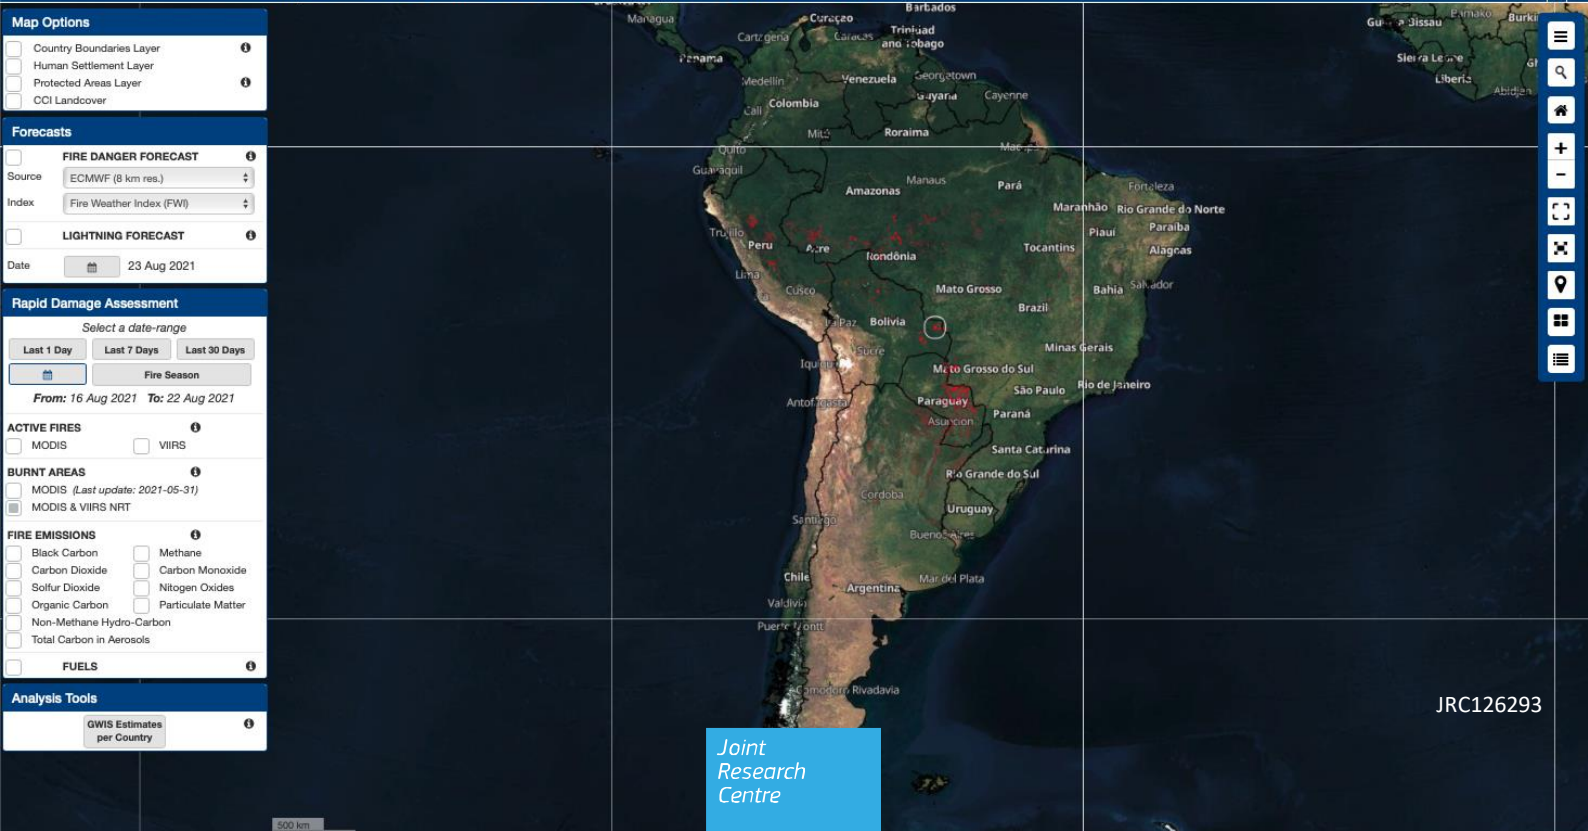 Map Options
Country Boundaries Layer
Human Settlement Layer
Protected Areas Layer
CCI Landcover
Forecasts
FIRE DANGER FORECAST
Source ECMWF (8 km res.)
Index Fire Weather Index (FWI)
LIGHTNING FORECAST
Date 23 Aug 2021
Rapid Damage Assessment
Select a date-range
Last 1 Day Last 7 Days Last 30 Days
Fire Season
From: 16 Aug 2021 To: 22 Aug 2021
ACTIVE FIRES
MODIS VIIRS
BURNT AREAS
MODIS (Last update: 2021-05-31)
MODIS & VIIRS NRT
FIRE EMISSIONS
Black Carbon Methane
Carbon Dioxide Carbon Monoxide
Solfur Dioxide Nitogen Oxides
Organic Carbon Particulate Matter
Non-Methane Hydro-Carbon
Total Carbon in Aerosols
FUELS
Analysis Tools
GWIS Estimates
per Country
Barbados
Managua
Curaçao
Trinidad
and Tobago
Cartagena
Caracas
Panama
Medellín
Venezuela
Georgetown
Guyana
Cayenne
Colombia
Cali
Mitú
Roraima
Quito
Guayaquil
Manaus
Amazonas
Pará
Fortaleza
Maranhão
Rio Grande do Norte
Piauí
Paraíba
Trujillo
Peru
Acre
Rondônia
Tocantins
Alagoas
Lima
Cusco
Mato Grosso
Bahia
Salvador
Brazil
La Paz
Bolivia
Sucre
Minas Gerais
Iquique
Mato Grosso do Sul
São Paulo
Rio de Janeiro
Antofagasta
Paraguay
Asuncion
Paraná
Santa Catarina
Rio Grande do Sul
Cordoba
Uruguay
Santiago
Buenos Aires
Chile
Argentina
Mar del Plata
Valdivia
Puerto Montt
Comodoro Rivadavia
Bamako
Sierra Leone
Liberia
Abidjan
JRC126293
Joint
Research
Centre
500 km